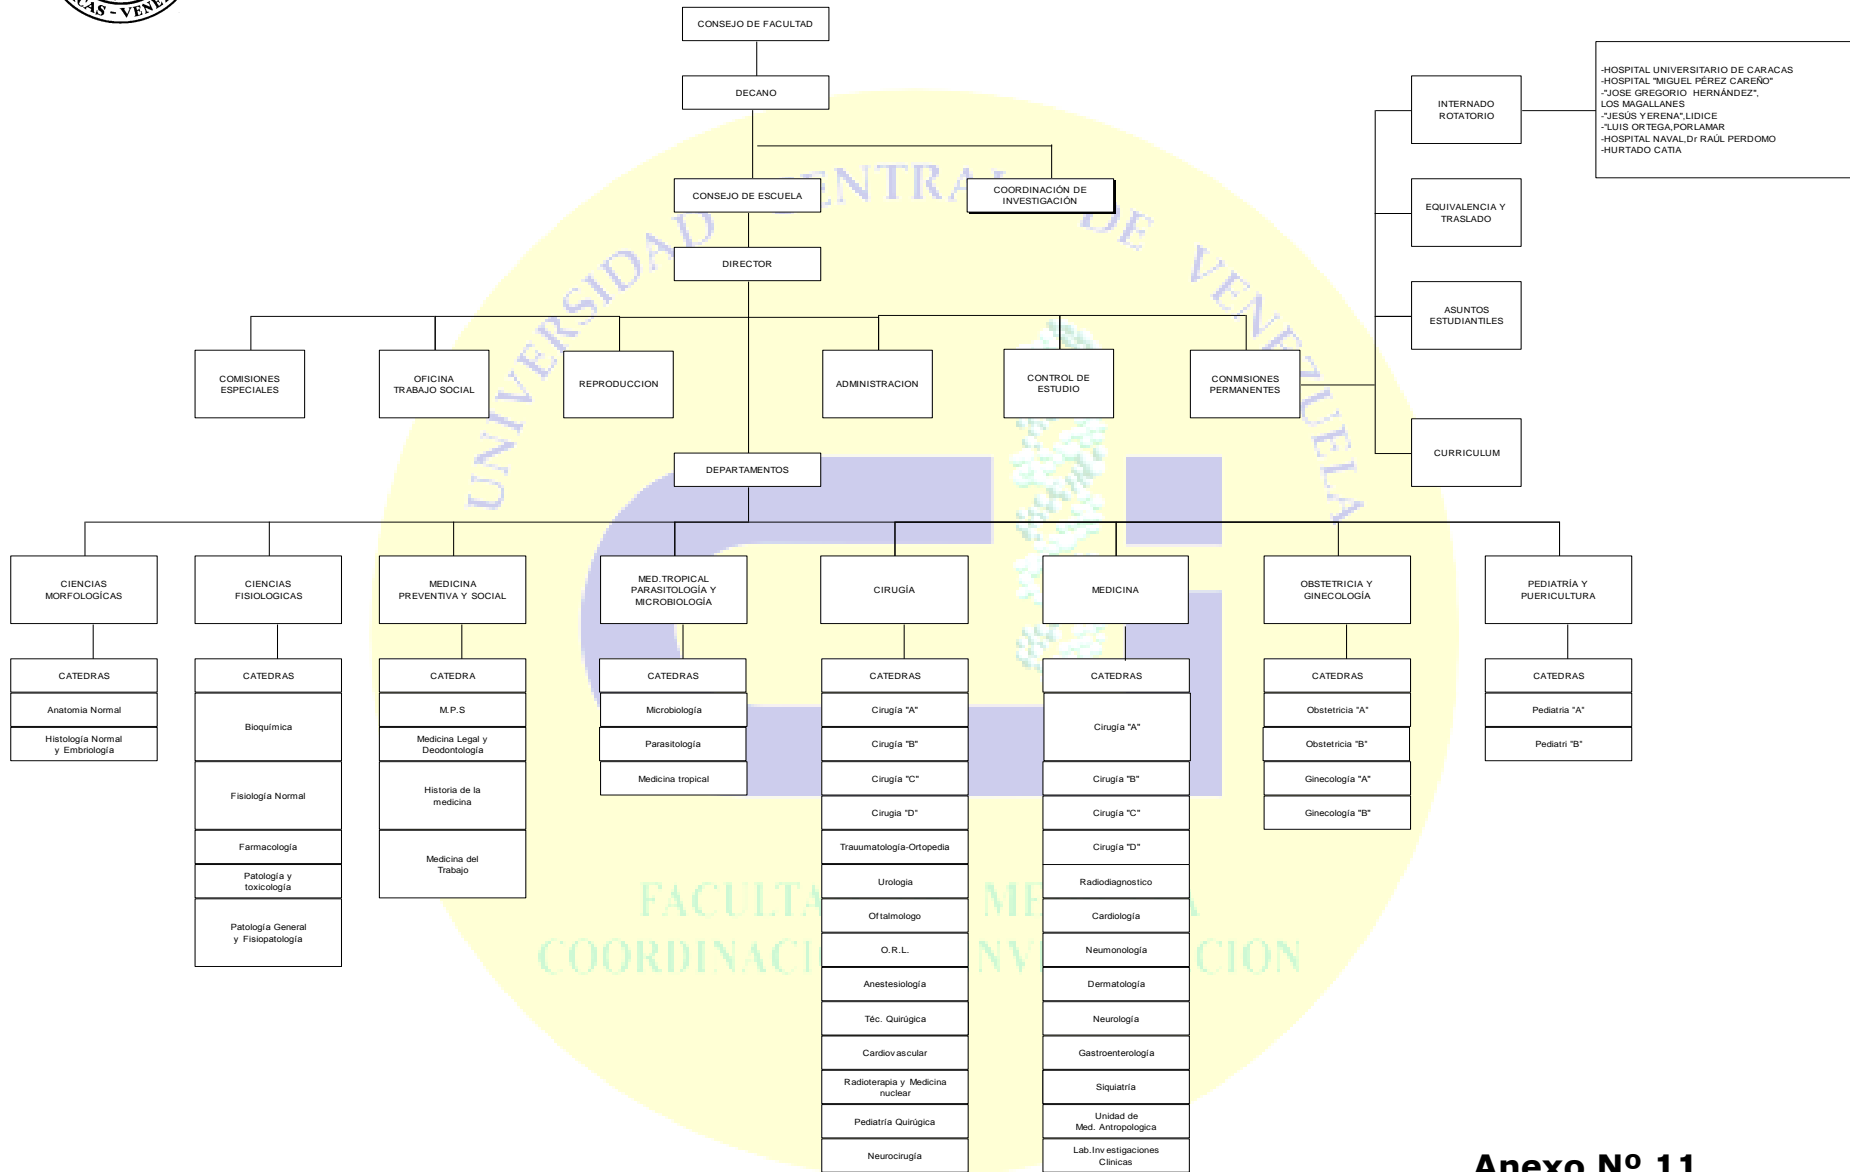 CAS - VENE
CONSEJO DE FACULTAD
DECANO
CONSEJO DE ESCUELA
COORDINACIÓN DE
INVESTIGACIÓN
DIRECTOR
INTERNADO
ROTATORIO
-HOSPITAL UNIVERSITARIO DE CARACAS
-HOSPITAL "MIGUEL PÉREZ CAREÑO"
-"JOSE GREGORIO HERNÁNDEZ",
LOS MAGALLANES
-"JESÚS YERENA",LIDICE
-"LUIS ORTEGA,PORLAMAR
-HOSPITAL NAVAL,Dr RAÚL PERDOMO
-HURTADO CATIA
EQUIVALENCIA Y
TRASLADO
ASUNTOS
ESTUDIANTILES
CURRICULUM
COMISIONES
ESPECIALES
OFICINA
TRABAJO SOCIAL
REPRODUCCION
ADMINISTRACION
CONTROL DE
ESTUDIO
CONMISIONES
PERMANENTES
DEPARTAMENTOS
CIENCIAS
MORFOLOGÍCAS
CATEDRAS
Anatomia Normal
Histología Normal
y Embriología
CIENCIAS
FISIOLOGICAS
CATEDRAS
Bioquímica
Fisiología Normal
Farmacología
Patología y
toxicología
Patología General
y Fisiopatología
MEDICINA
PREVENTIVA Y SOCIAL
CATEDRA
M.P.S
Medicina Legal y
Deodontología
Historia de la
medicina
Medicina del
Trabajo
MED.TROPICAL
PARASITOLOGÍA Y
MICROBIOLOGÍA
CATEDRAS
Microbiología
Parasitología
Medicina tropical
CIRUGÍA
CATEDRAS
Cirugía "A"
Cirugía "B"
Cirugía "C"
Cirugia "D"
Trauumatología-Ortopedia
Urologia
Oftalmologo
O.R.L.
Anestesiología
Téc. Quirúgica
Cardiovascular
Radioterapia y Medicina
nuclear
Pediatría Quirúgica
Neurocirugía
MEDICINA
CATEDRAS
Cirugía "A"
Cirugía "B"
Cirugía "C"
Cirugía "D"
Radiodiagnostico
Cardiología
Neumonología
Dermatología
Neurología
Gastroenterología
Siquiatría
Unidad de
Med. Antropologica
Lab.Investigaciones
Clinicas
OBSTETRICIA Y
GINECOLOGÍA
CATEDRAS
Obstetricia "A"
Obstetricia "B"
Ginecología "A"
Ginecología "B"
PEDIATRÍA Y
PUERICULTURA
CATEDRAS
Pediatria "A"
Pediatri "B"
UNIVERSIDAD CENTRAL DE VENEZUELA
Anexo Nº 11